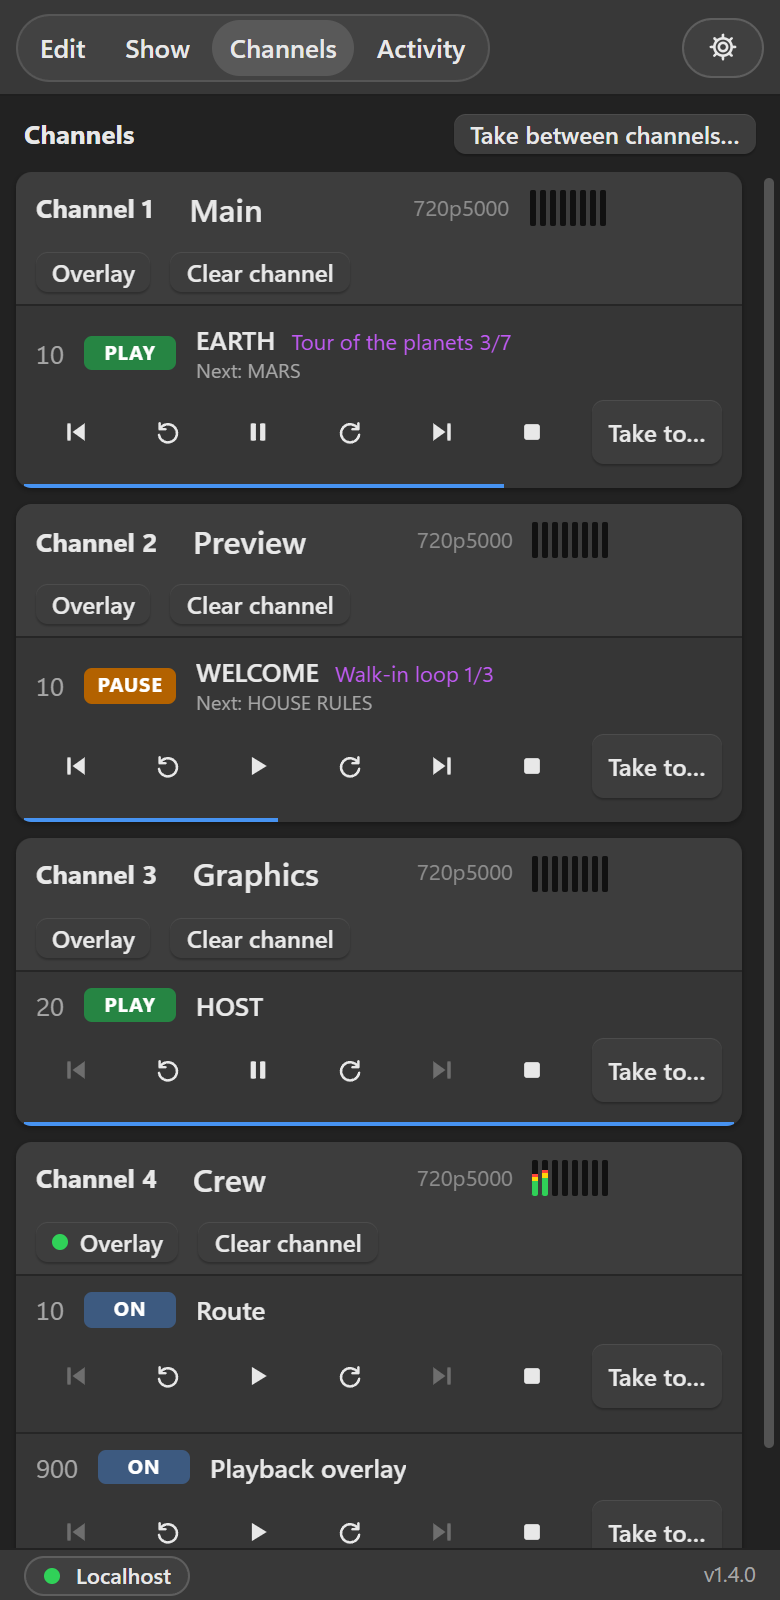 Edit Show Channels Activity
Channels Take between channels...
Channel 1 Main 720p5000
Overlay Clear channel
10 PLAY EARTH Tour of the planets 3/7
Next: MARS
Take to...
Channel 2 Preview 720p5000
Overlay Clear channel
10 PAUSE WELCOME Walk-in loop 1/3
Next: HOUSE RULES
Take to...
Channel 3 Graphics 720p5000
Overlay Clear channel
20 PLAY HOST
Take to...
Channel 4 Crew 720p5000
Overlay Clear channel
10 ON Route
Take to...
900 ON Playback overlay
Take to...
Localhost v1.4.0